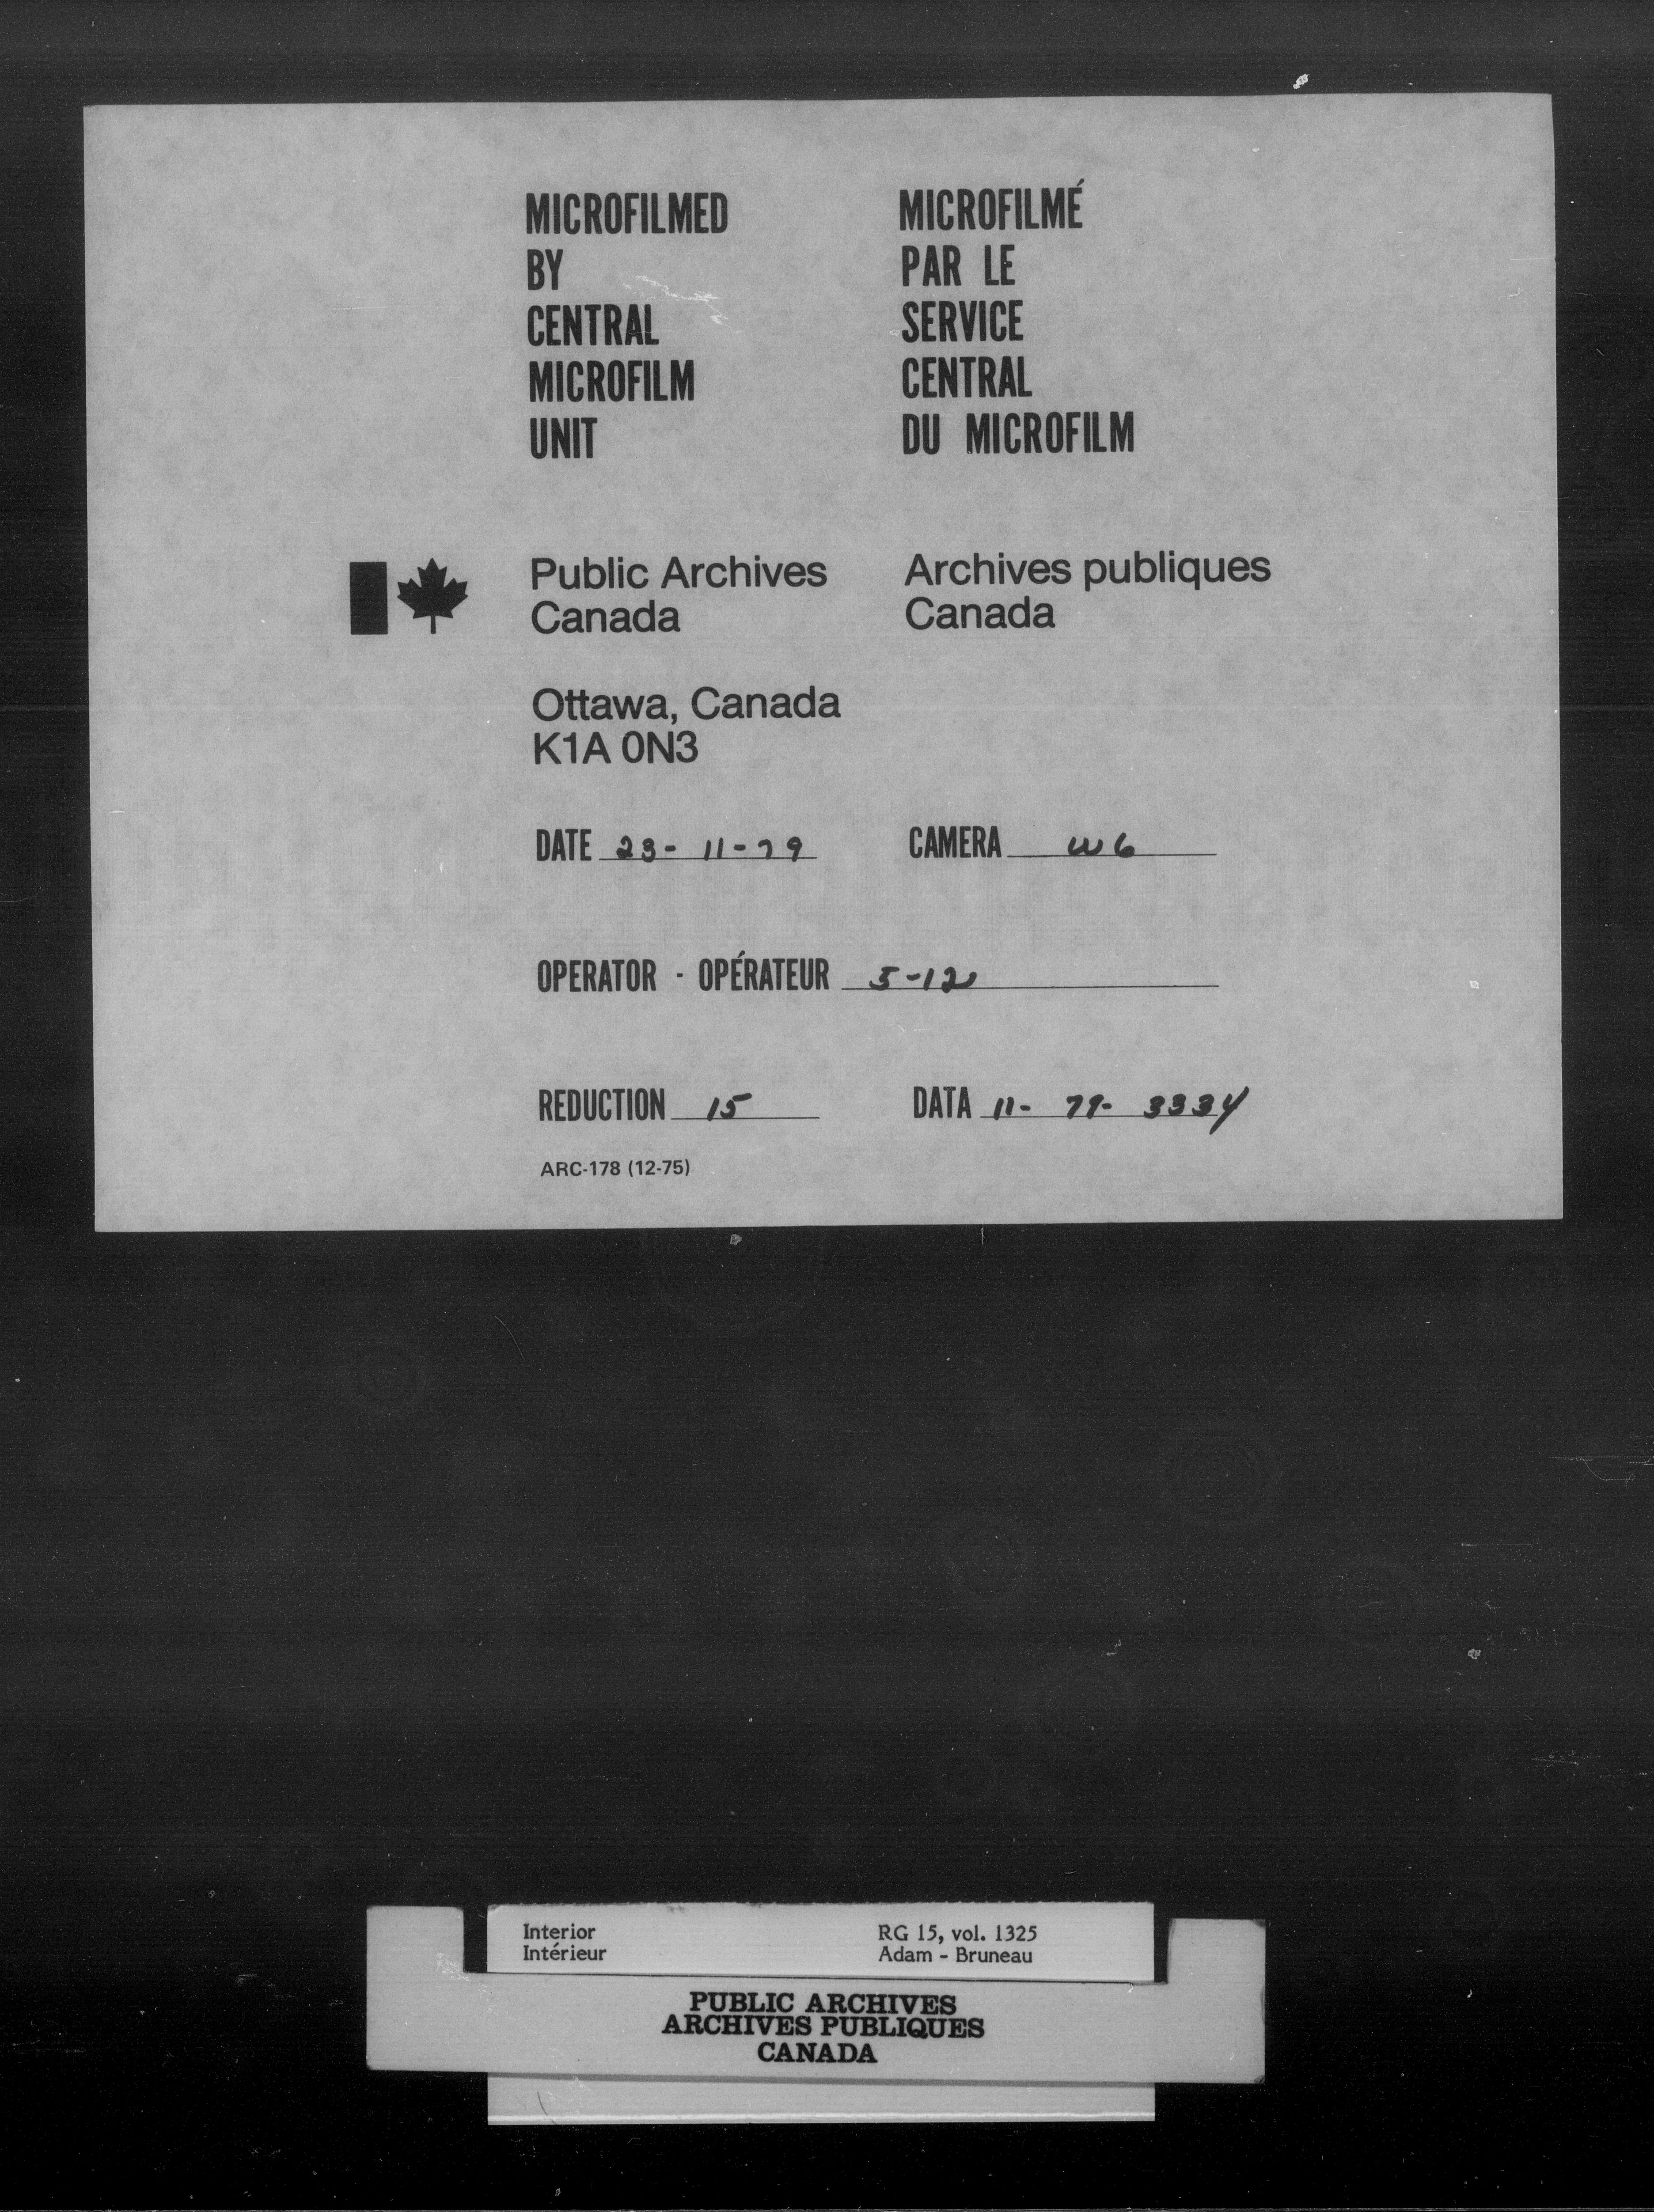 MICROFILMED
BY
CENTRAL
MICROFILM
UNIT
MICROFILMÉ
PAR LE
SERVICE
CENTRAL
DU MICROFILM
Public Archives
Canada
Archives publiques
Canada
Ottawa, Canada
K1A 0N3
DATE 23-11-79
CAMERA W6
OPERATOR - OPÉRATEUR 5-12
REDUCTION 15
DATA 11- 79- 3334
ARC-178 (12-75)
Interior
Intérieur
RG 15, vol. 1325
Adam - Bruneau
PUBLIC ARCHIVES
ARCHIVES PUBLIQUES
CANADA